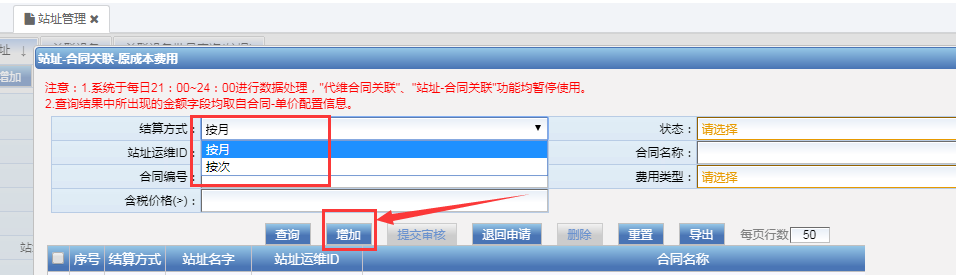 站址管理 ✖
址 ↓
增加
站址-合同关联-原成本费用
注意：1.系统于每日21：00~24：00进行数据处理，"代维合同关联"、"站址-合同关联"功能均暂停使用。
2.查询结果中所出现的金额字段均取自合同-单价配置信息。
结算方式： 按月 状态： 请选择
站址运维ID： 按月 合同名称：
按次
合同编号： 费用类型： 请选择
含税价格(>)：
查询 增加 提交审核 退回申请 删除 重置 导出 每页行数 50
序号 结算方式 站址名字 站址运维ID 合同名称
站